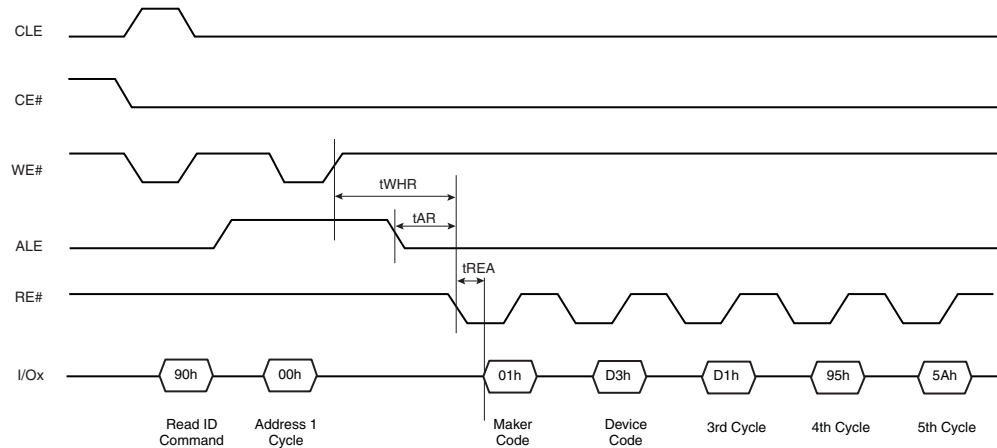 CLE
CE#
WE#
tWHR
tAR
ALE
tREA
RE#
I/Ox
90h
00h
01h
D3h
D1h
95h
5Ah
Read ID
Command
Address 1
Cycle
Maker
Code
Device
Code
3rd Cycle
4th Cycle
5th Cycle